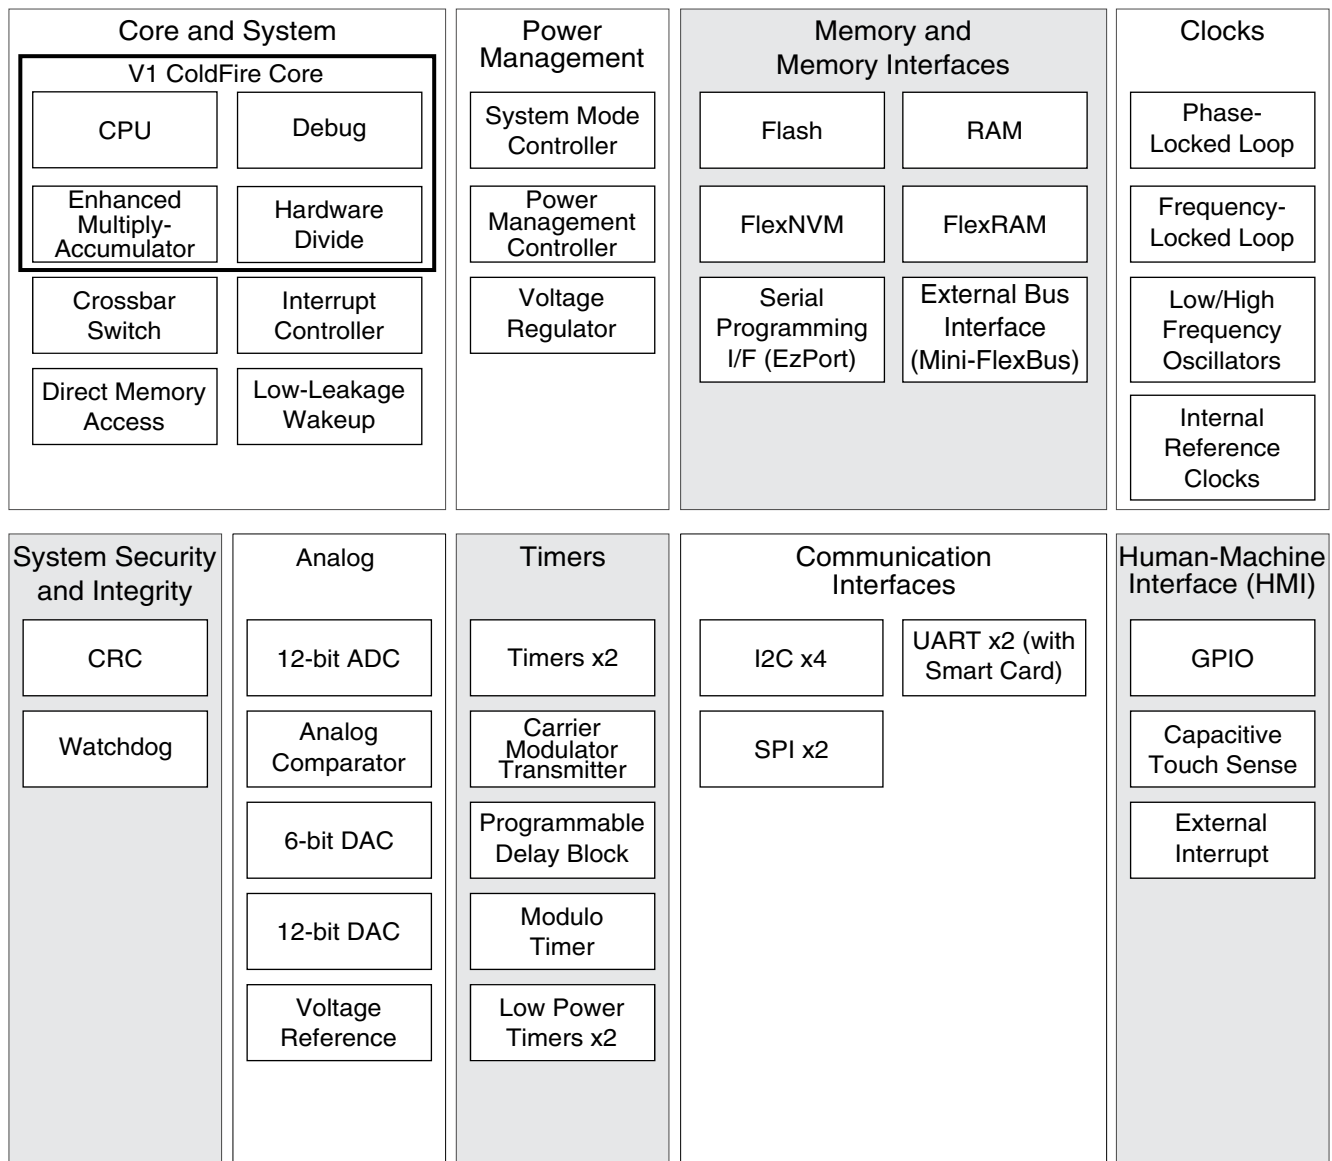 Core and System
V1 ColdFire Core
CPU
Debug
Enhanced
Multiply-
Accumulator
Hardware
Divide
Crossbar
Switch
Interrupt
Controller
Direct Memory
Access
Low-Leakage
Wakeup
Power
Management
System Mode
Controller
Power
Management
Controller
Voltage
Regulator
Memory and
Memory Interfaces
Flash
RAM
FlexNVM
FlexRAM
Serial
Programming
I/F (EzPort)
External Bus
Interface
(Mini-FlexBus)
Clocks
Phase-
Locked Loop
Frequency-
Locked Loop
Low/High
Frequency
Oscillators
Internal
Reference
Clocks
System Security
and Integrity
CRC
Watchdog
Analog
12-bit ADC
Analog
Comparator
6-bit DAC
12-bit DAC
Voltage
Reference
Timers
Timers x2
Carrier
Modulator
Transmitter
Programmable
Delay Block
Modulo
Timer
Low Power
Timers x2
Communication
Interfaces
I2C x4
UART x2 (with
Smart Card)
SPI x2
Human-Machine
Interface (HMI)
GPIO
Capacitive
Touch Sense
External
Interrupt